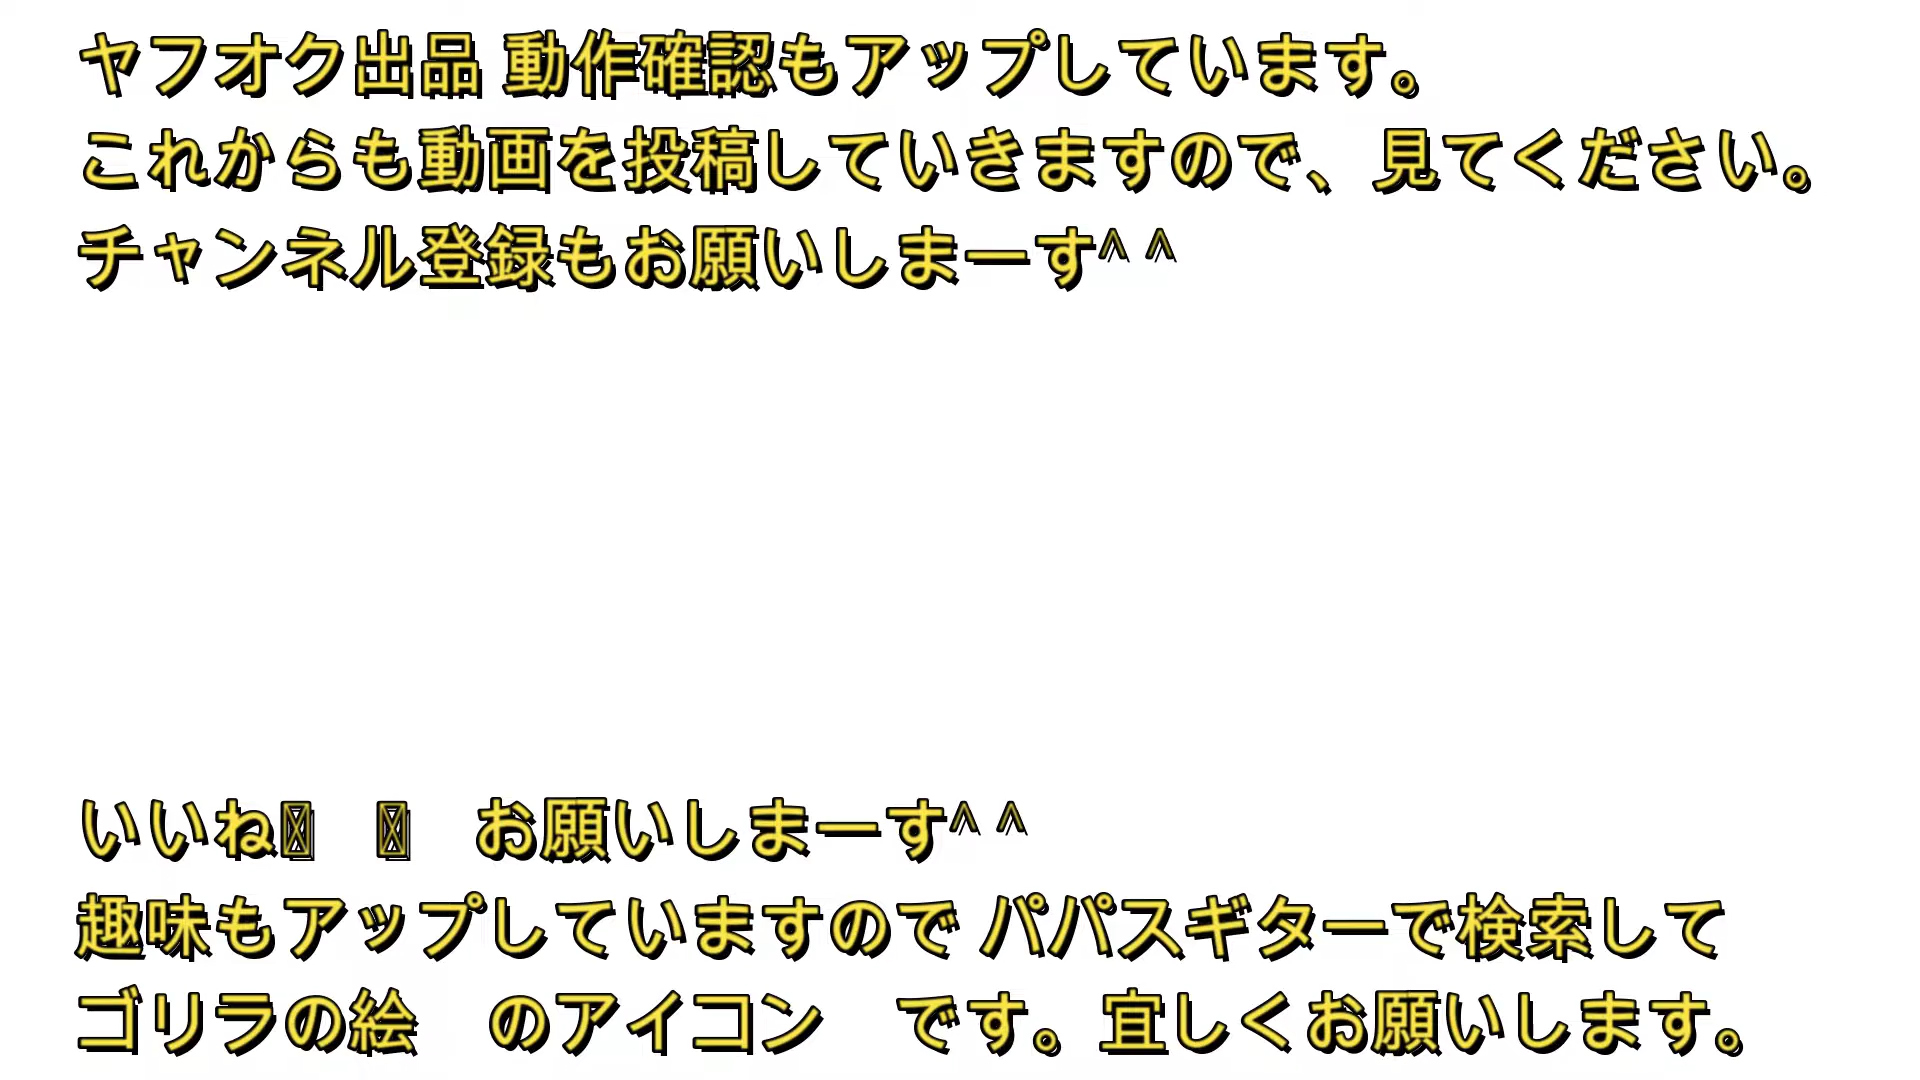 ヤフオク出品 動作確認もアップしています。
これからも動画を投稿していきますので、見てください。
チャンネル登録もお願いしまーす^ ^
いいね　　お願いしまーす^ ^
趣味もアップしていますので パパスギターで検索して
ゴリラの絵　のアイコン　です。宜しくお願いします。